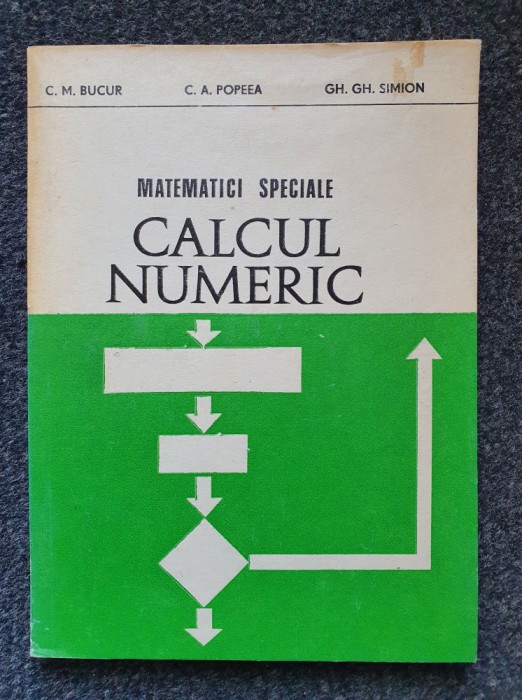 C. M. BUCUR C. A. POPEEA GH. GH. SIMION
MATEMATICI SPECIALE
CALCUL
NUMERIC